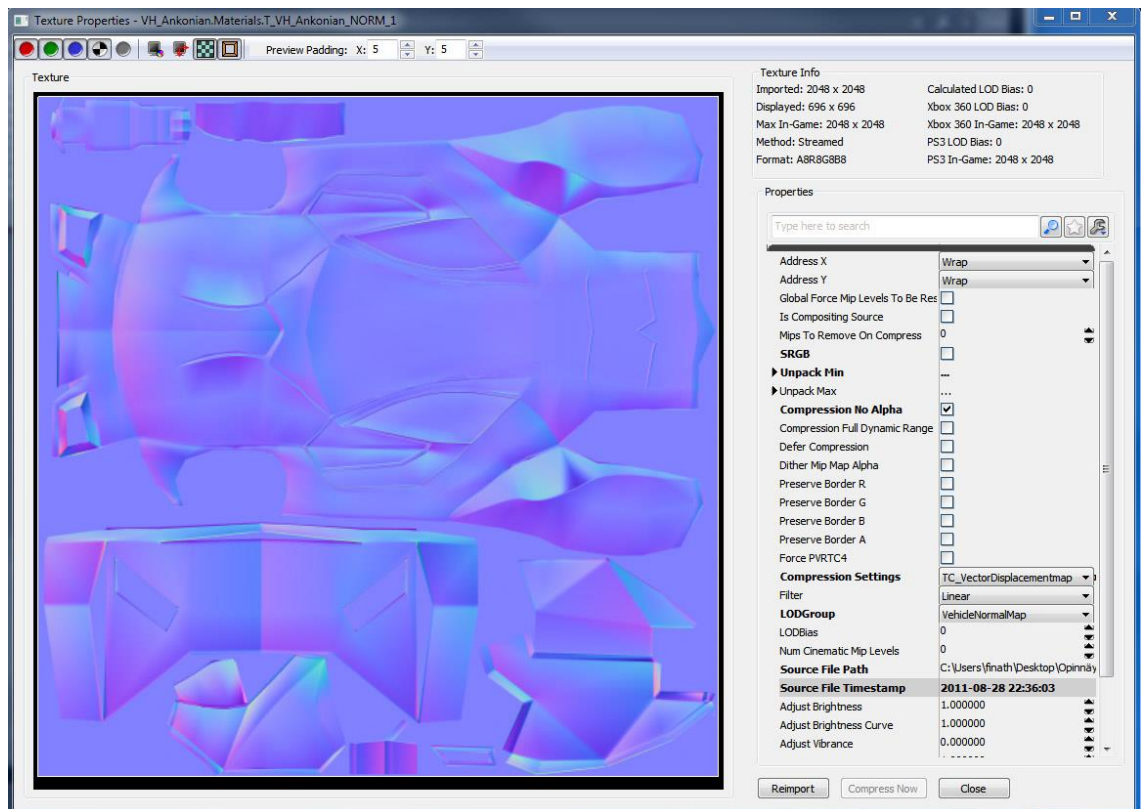 Texture Properties - VH_Ankonian.Materials.T_VH_Ankonian_NORM_1
Preview Padding: X: 5 Y: 5
Texture
Texture Info
Imported: 2048 x 2048 Calculated LOD Bias: 0
Displayed: 696 x 696 Xbox 360 LOD Bias: 0
Max In-Game: 2048 x 2048 Xbox 360 In-Game: 2048 x 2048
Method: Streamed PS3 LOD Bias: 0
Format: A8R8G8B8 PS3 In-Game: 2048 x 2048
Properties
Type here to search
Address X Wrap
Address Y Wrap
Global Force Mip Levels To Be Res
Is Compositing Source
Mips To Remove On Compress 0
SRGB
Unpack Min ...
Unpack Max ...
Compression No Alpha
Compression Full Dynamic Range
Defer Compression
Dither Mip Map Alpha
Preserve Border R
Preserve Border G
Preserve Border B
Preserve Border A
Force PVRTC4
Compression Settings TC_VectorDisplacementmap
Filter Linear
LODGroup VehicleNormalMap
LODBias 0
Num Cinematic Mip Levels 0
Source File Path C:\Users\finath\Desktop\Opinnäy
Source File Timestamp 2011-08-28 22:36:03
Adjust Brightness 1.000000
Adjust Brightness Curve 1.000000
Adjust Vibrance 0.000000
Reimport Compress Now Close